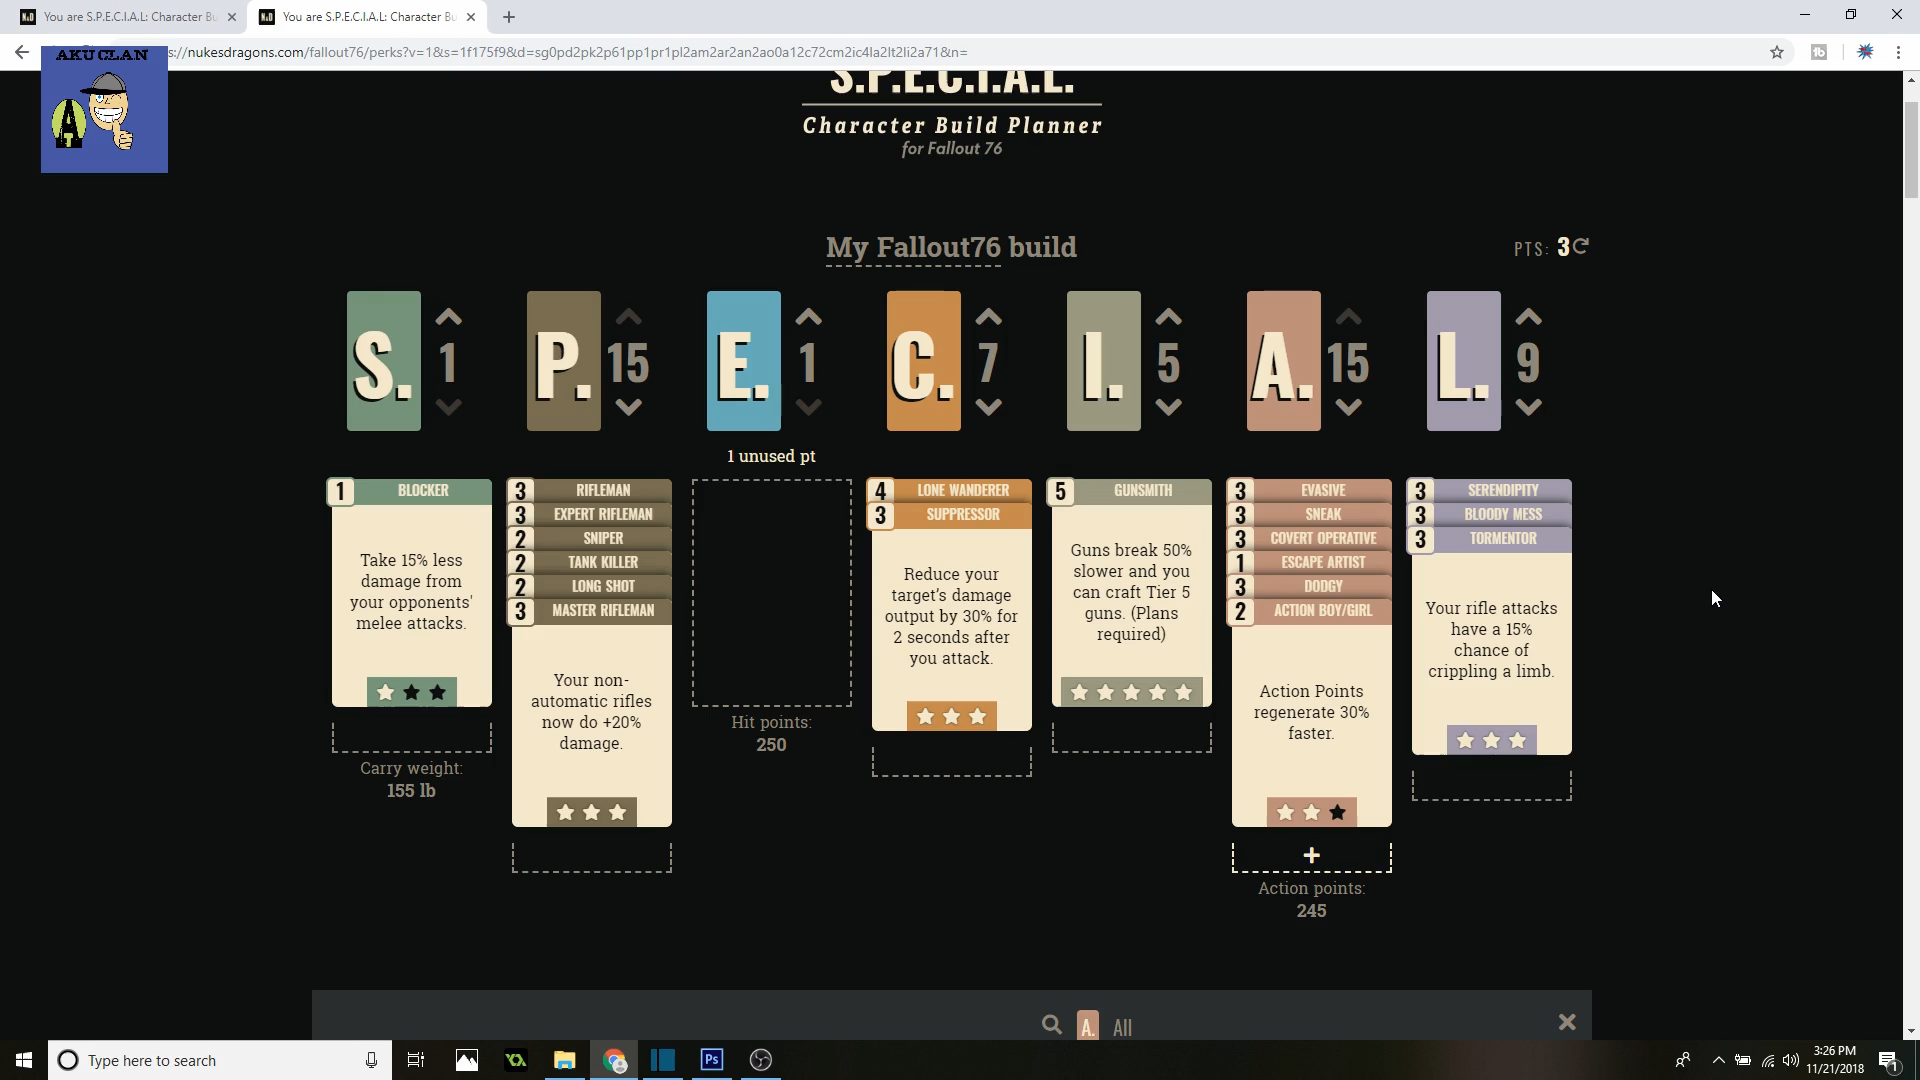 You are S.P.E.C.I.A.L: Character Bu
You are S.P.E.C.I.A.L: Character Bu
://nukesdragons.com/fallout76/perks?v=1&s=1f175f9&d=sg0pd2pk2p61pp1pr1pl2am2ar2an2ao0a12c72cm2ic4la2lt2li2a71&n=
AKU CLAN
A
S.P.E.C.I.A.L.
Character Build Planner
for Fallout 76
My Fallout76 build
PTS: 3
S. 1
P. 15
E. 1
C. 7
I. 5
A. 15
L. 9
1 BLOCKER
Take 15% less
damage from
your opponents'
melee attacks.
Carry weight:
155 lb
3 RIFLEMAN
3 EXPERT RIFLEMAN
2 SNIPER
2 TANK KILLER
2 LONG SHOT
3 MASTER RIFLEMAN
Your non-
automatic rifles
now do +20%
damage.
1 unused pt
Hit points:
250
4 LONE WANDERER
3 SUPPRESSOR
Reduce your
target's damage
output by 30% for
2 seconds after
you attack.
5 GUNSMITH
Guns break 50%
slower and you
can craft Tier 5
guns. (Plans
required)
3 EVASIVE
3 SNEAK
3 COVERT OPERATIVE
1 ESCAPE ARTIST
3 DODGY
2 ACTION BOY/GIRL
Action Points
regenerate 30%
faster.
+
Action points:
245
3 SERENDIPITY
3 BLOODY MESS
3 TORMENTOR
Your rifle attacks
have a 15%
chance of
crippling a limb.
A. All
Type here to search
Ps
3:26 PM
11/21/2018
1